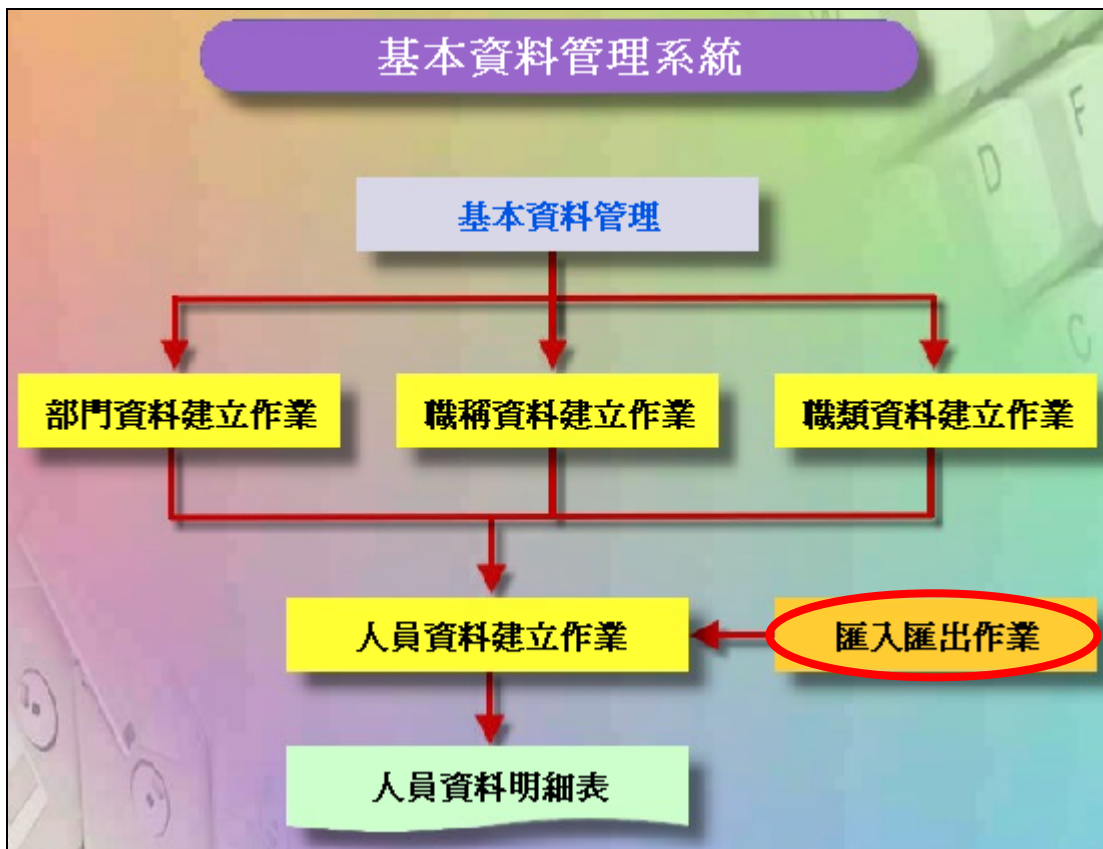 基本資料管理系統
基本資料管理
部門資料建立作業
職稱資料建立作業
職類資料建立作業
人員資料建立作業
匯入匯出作業
人員資料明細表
D
F
C